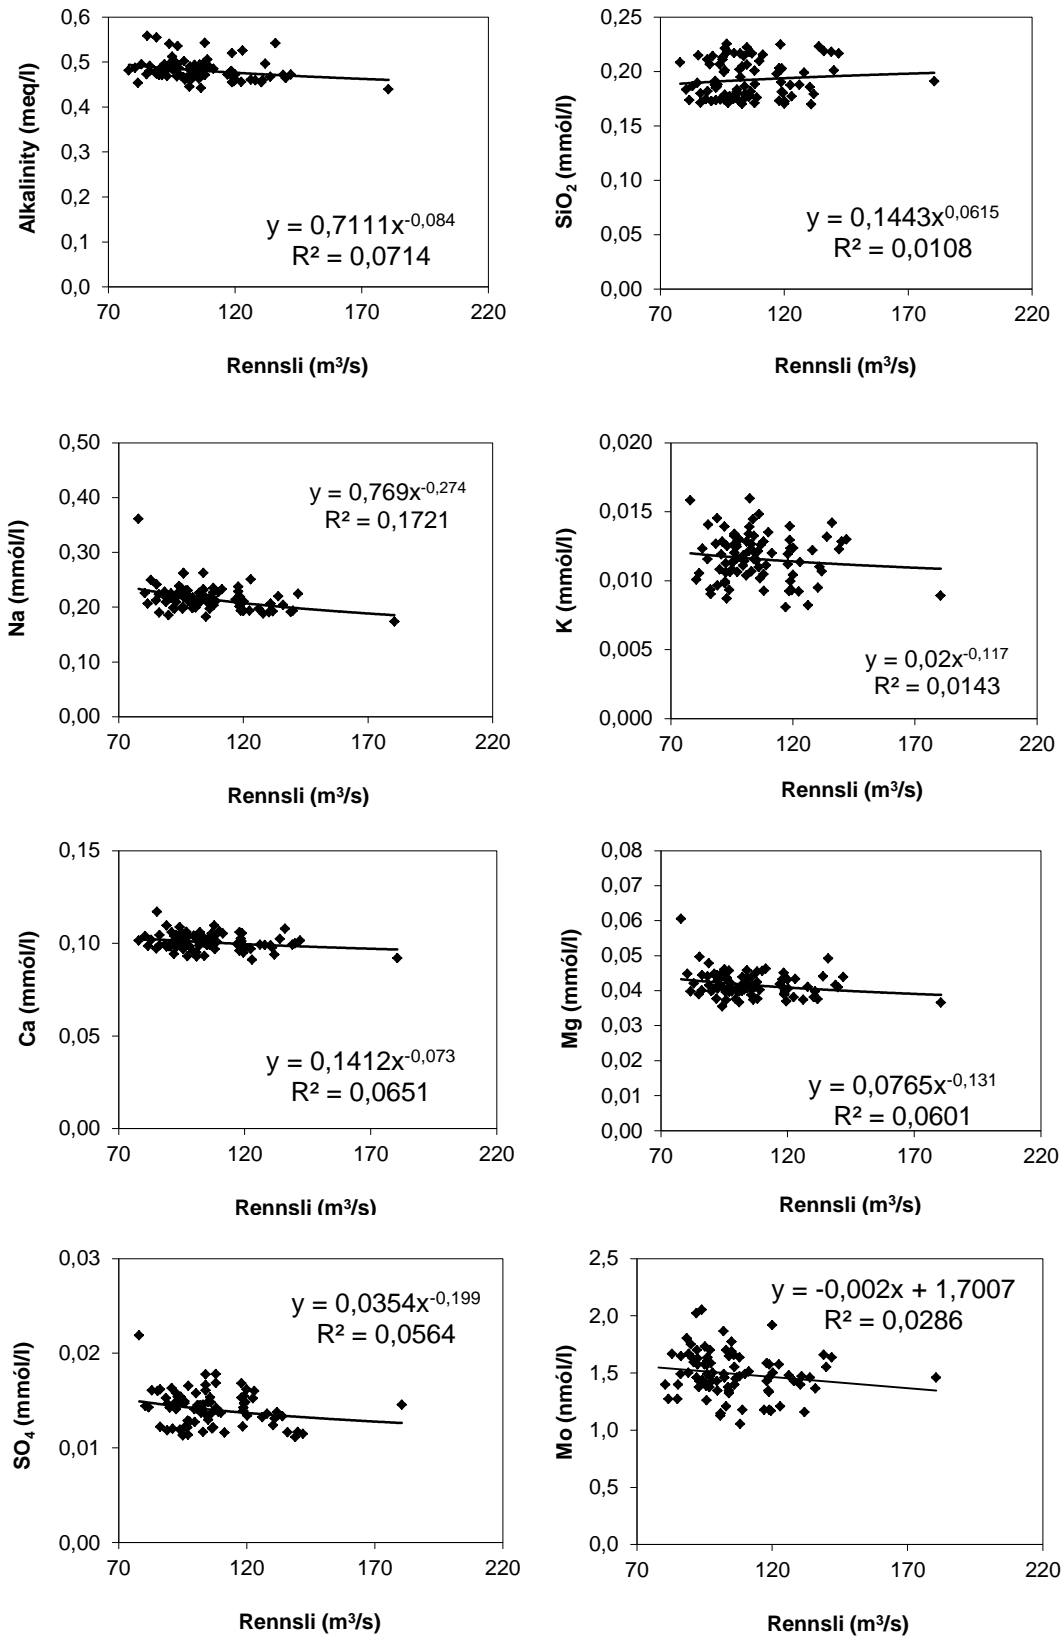 0,6
0,5
0,4
0,3
0,2
0,1
0,0
Alkalinity (meq/l)
y = 0,7111x^-0,084
R² = 0,0714
70 120 170 220
Rennsli (m³/s)
0,25
0,20
0,15
0,10
0,05
0,00
SiO₂ (mmól/l)
y = 0,1443x^0,0615
R² = 0,0108
70 120 170 220
Rennsli (m³/s)
0,50
0,40
0,30
0,20
0,10
0,00
Na (mmól/l)
y = 0,769x^-0,274
R² = 0,1721
70 120 170 220
Rennsli (m³/s)
0,020
0,015
0,010
0,005
0,000
K (mmól/l)
y = 0,02x^-0,117
R² = 0,0143
70 120 170 220
Rennsli (m³/s)
0,15
0,10
0,05
0,00
Ca (mmól/l)
y = 0,1412x^-0,073
R² = 0,0651
70 120 170 220
Rennsli (m³/s)
0,08
0,07
0,06
0,05
0,04
0,03
0,02
0,01
0,00
Mg (mmól/l)
y = 0,0765x^-0,131
R² = 0,0601
70 120 170 220
Rennsli (m³/s)
0,03
0,02
0,01
0,00
SO₄ (mmól/l)
y = 0,0354x^-0,199
R² = 0,0564
70 120 170 220
Rennsli (m³/s)
2,5
2,0
1,5
1,0
0,5
0,0
Mo (nmól/l)
y = -0,002x + 1,7007
R² = 0,0286
70 120 170 220
Rennsli (m³/s)